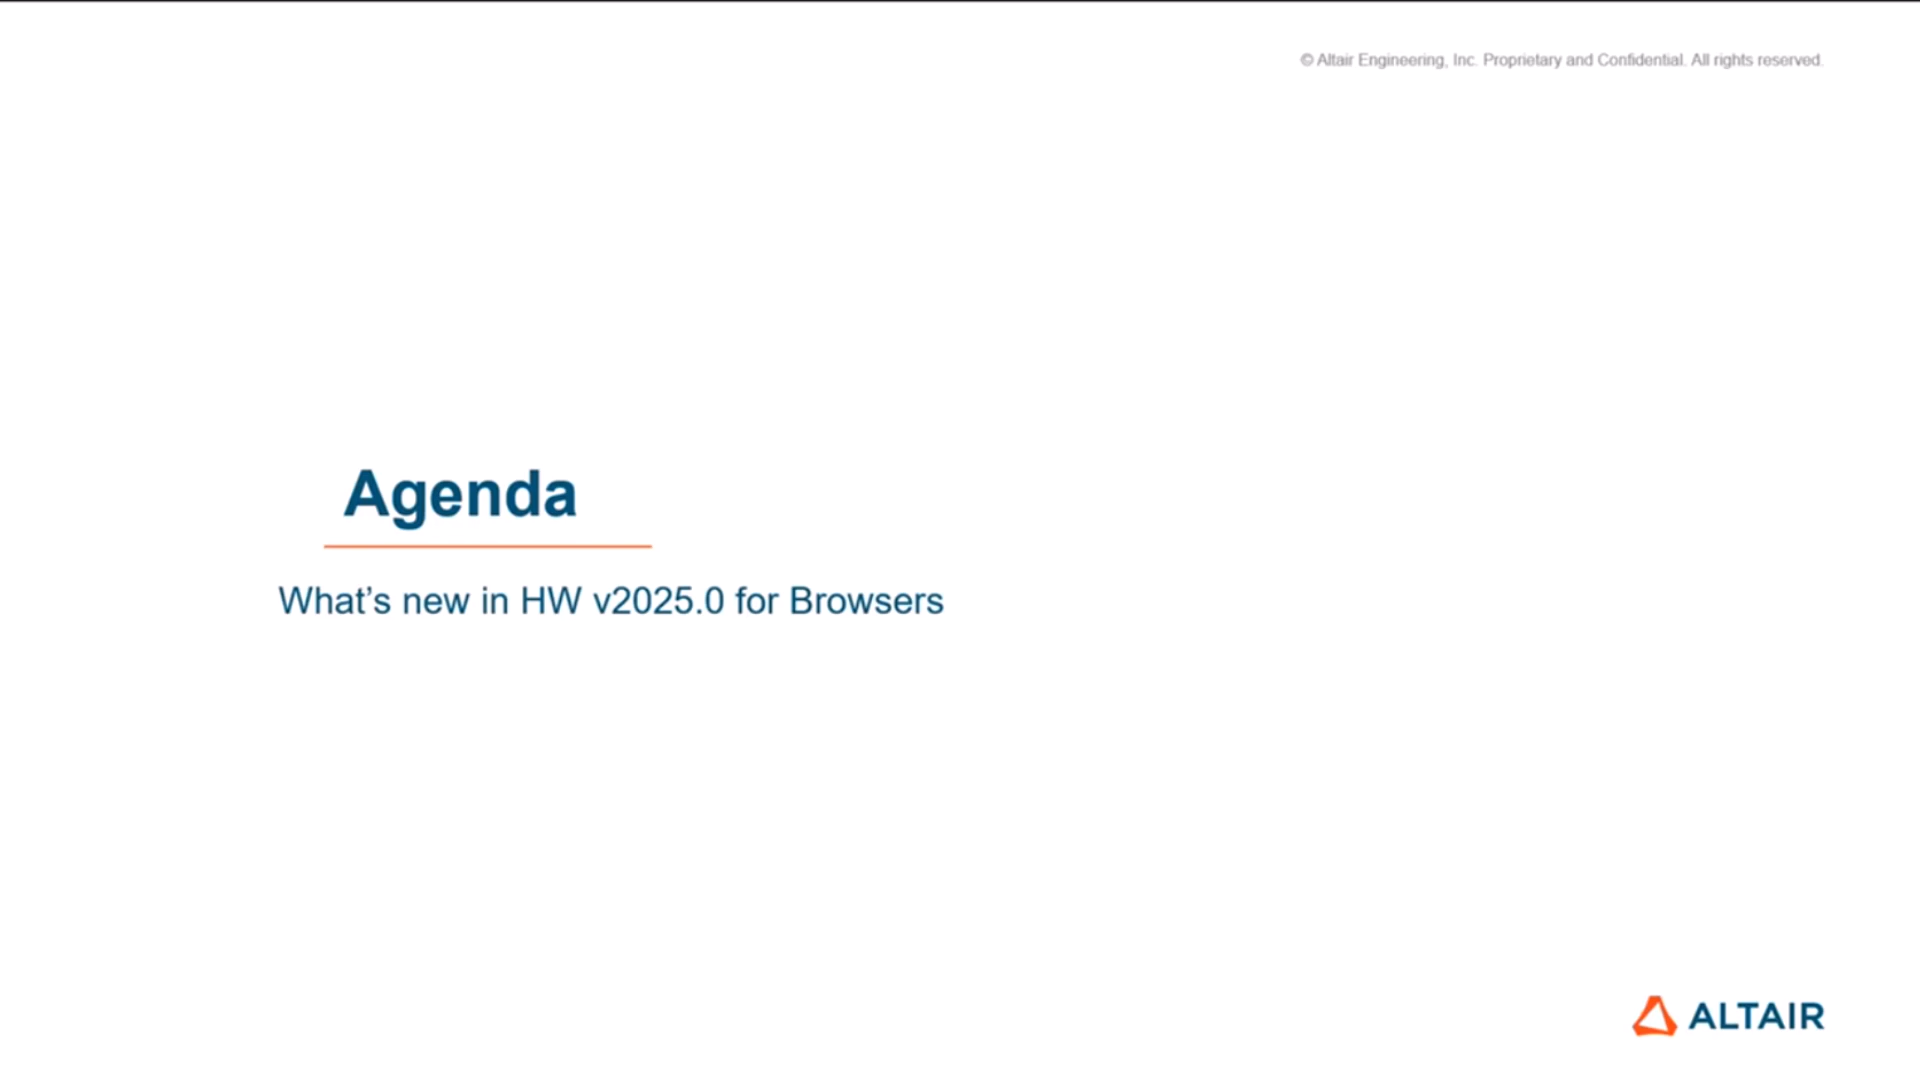 © Altair Engineering, Inc. Proprietary and Confidential. All rights reserved.
Agenda
What’s new in HW v2025.0 for Browsers
ALTAIR